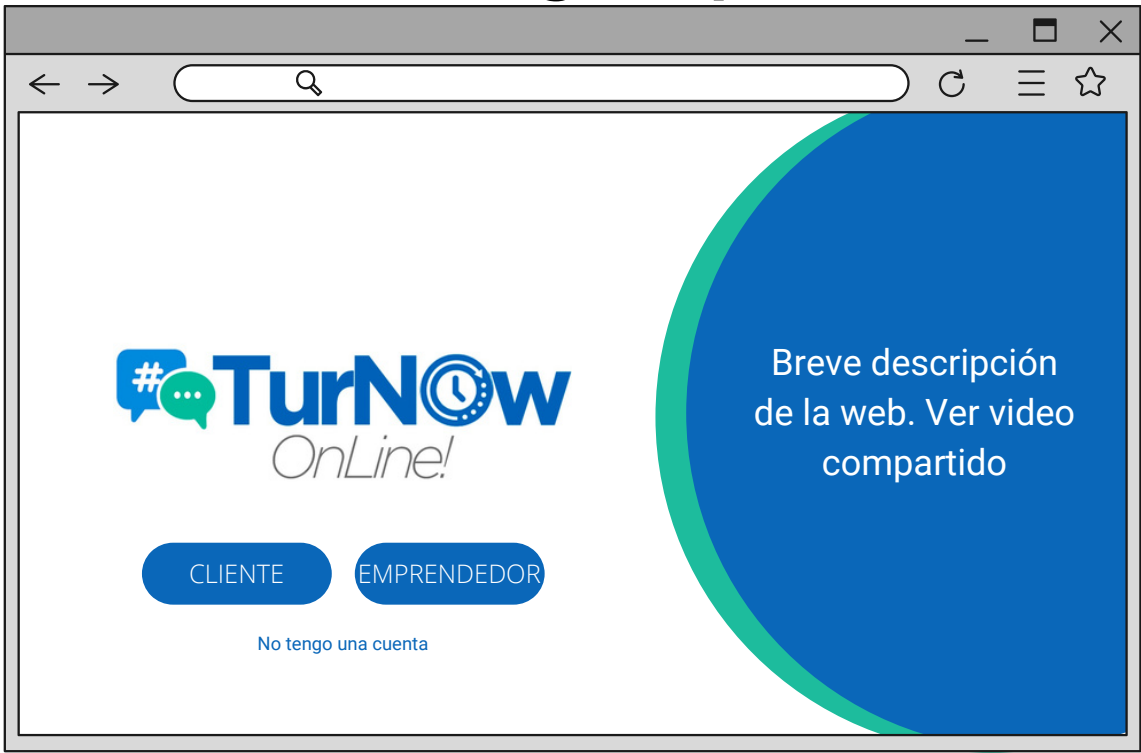 #TurNOw
OnLine!
CLIENTE
EMPRENDEDOR
No tengo una cuenta
Breve descripción
de la web. Ver video
compartido